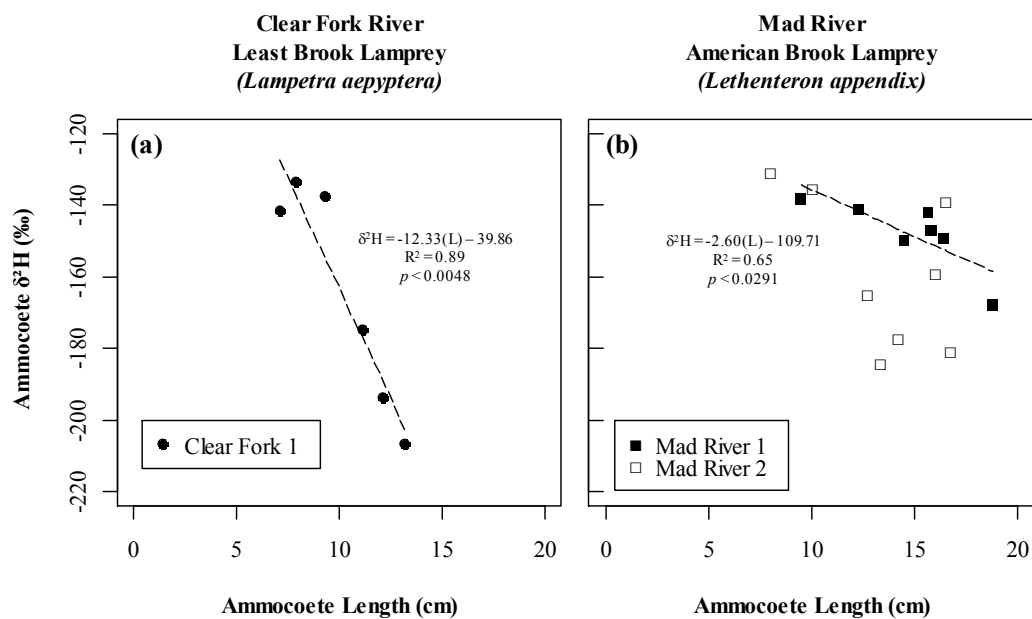 Clear Fork River
Least Brook Lamprey
(Lampetra aepyptera)
Mad River
American Brook Lamprey
(Lethenteron appendix)
Ammocoete δ²H (‰)
-120
-140
-160
-180
-200
-220
(a)
δ²H = -12.33(L) – 39.86
R² = 0.89
p < 0.0048
Clear Fork 1
0 5 10 15 20
Ammocoete Length (cm)
(b)
δ²H = -2.60(L) – 109.71
R² = 0.65
p < 0.0291
Mad River 1
Mad River 2
0 5 10 15 20
Ammocoete Length (cm)